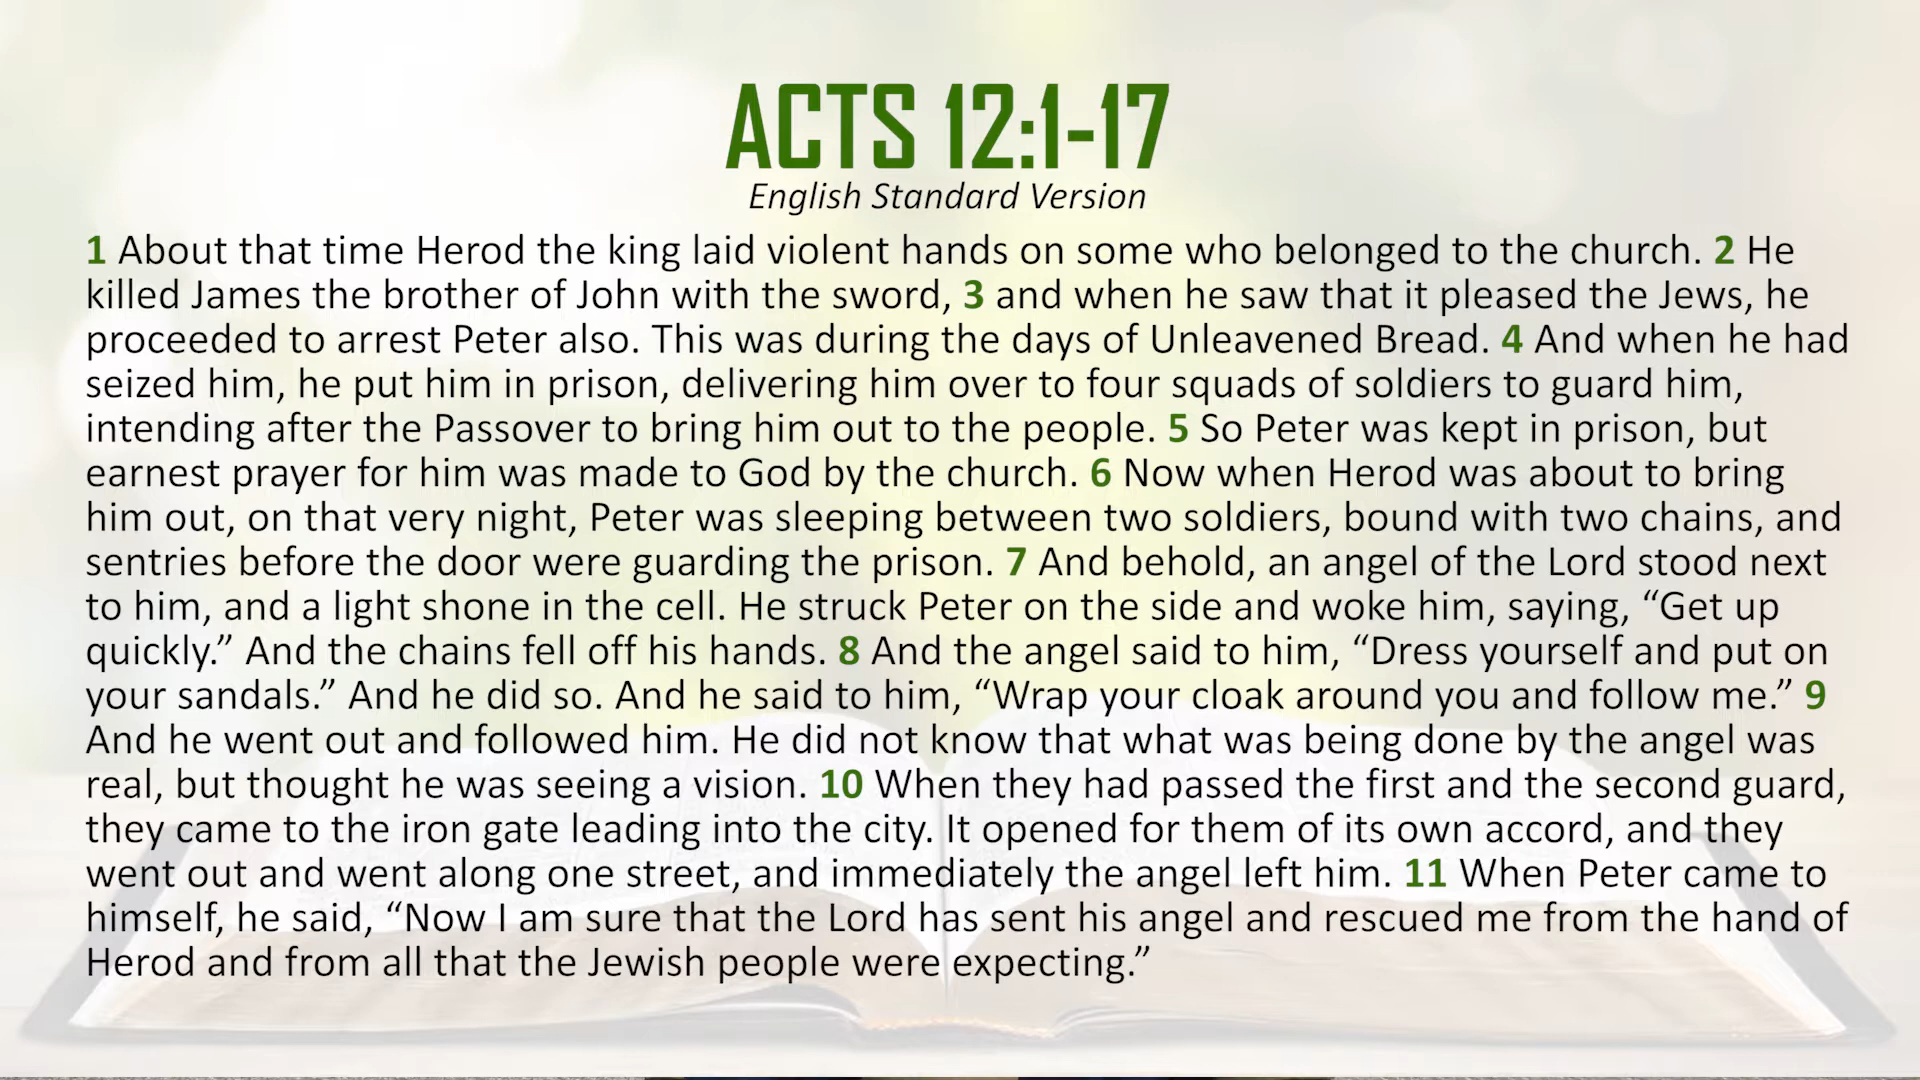 ACTS 12:1-17
English Standard Version
1 About that time Herod the king laid violent hands on some who belonged to the church. 2 He
killed James the brother of John with the sword, 3 and when he saw that it pleased the Jews, he
proceeded to arrest Peter also. This was during the days of Unleavened Bread. 4 And when he had
seized him, he put him in prison, delivering him over to four squads of soldiers to guard him,
intending after the Passover to bring him out to the people. 5 So Peter was kept in prison, but
earnest prayer for him was made to God by the church. 6 Now when Herod was about to bring
him out, on that very night, Peter was sleeping between two soldiers, bound with two chains, and
sentries before the door were guarding the prison. 7 And behold, an angel of the Lord stood next
to him, and a light shone in the cell. He struck Peter on the side and woke him, saying, “Get up
quickly.” And the chains fell off his hands. 8 And the angel said to him, “Dress yourself and put on
your sandals.” And he did so. And he said to him, “Wrap your cloak around you and follow me.” 9
And he went out and followed him. He did not know that what was being done by the angel was
real, but thought he was seeing a vision. 10 When they had passed the first and the second guard,
they came to the iron gate leading into the city. It opened for them of its own accord, and they
went out and went along one street, and immediately the angel left him. 11 When Peter came to
himself, he said, “Now I am sure that the Lord has sent his angel and rescued me from the hand of
Herod and from all that the Jewish people were expecting.”